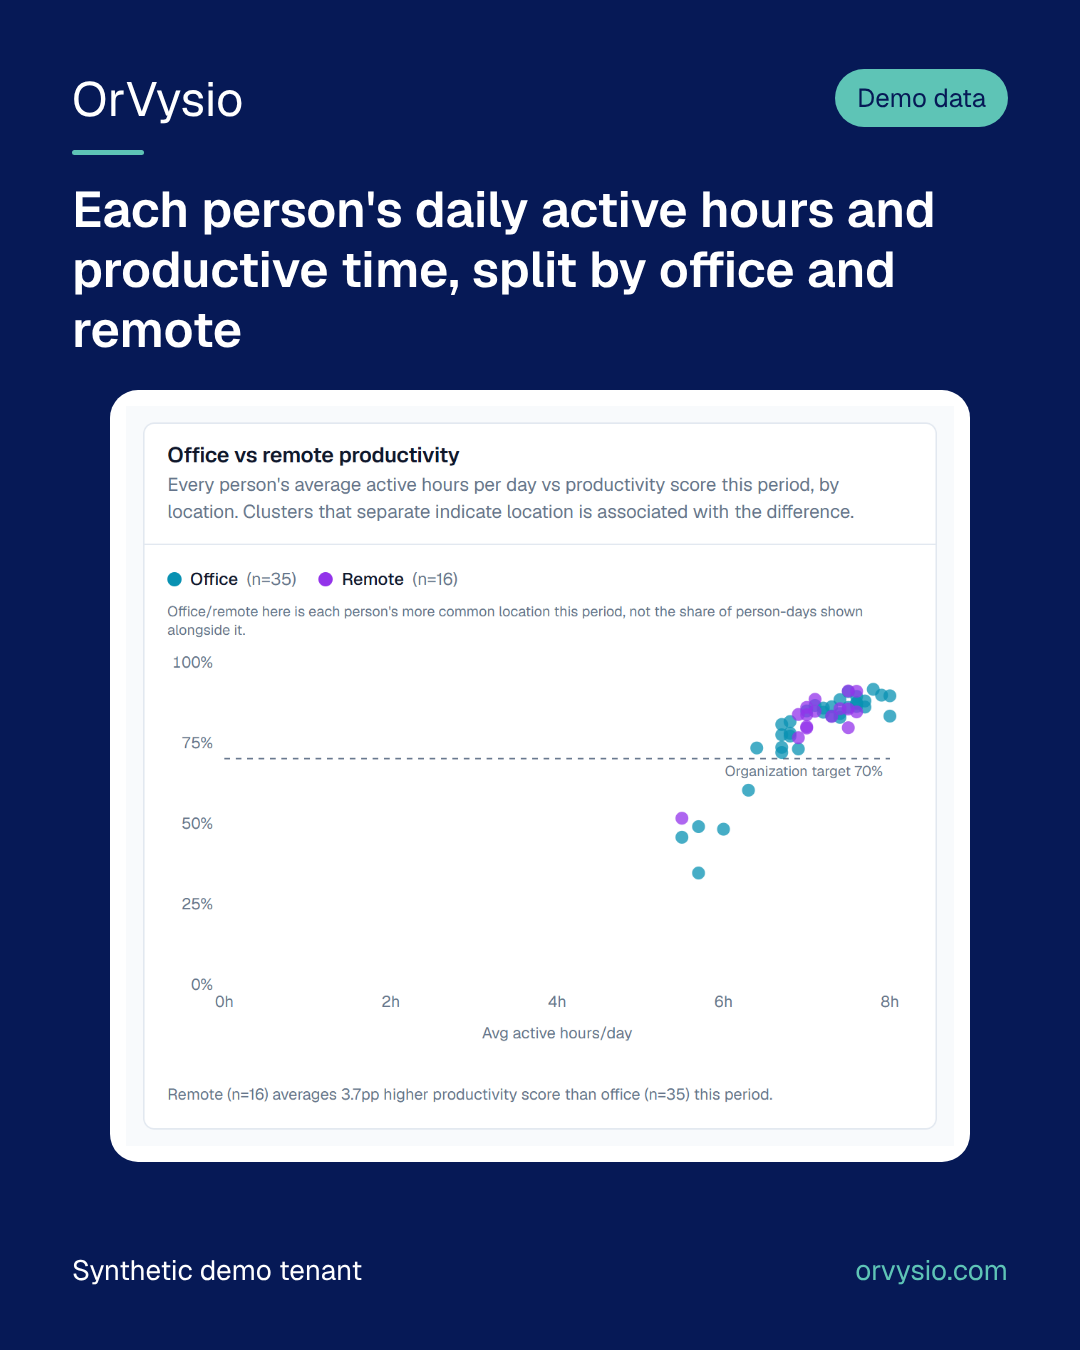 OrVysio
Demo data
Each person's daily active hours and
productive time, split by office and
remote
Office vs remote productivity
Every person's average active hours per day vs productivity score this period, by
location. Clusters that separate indicate location is associated with the difference.
Office (n=35) Remote (n=16)
Office/remote here is each person's more common location this period, not the share of person-days shown
alongside it.
100%
75%
Organization target 70%
50%
25%
0%
0h 2h 4h 6h 8h
Avg active hours/day
Remote (n=16) averages 3.7pp higher productivity score than office (n=35) this period.
Synthetic demo tenant
orvysio.com